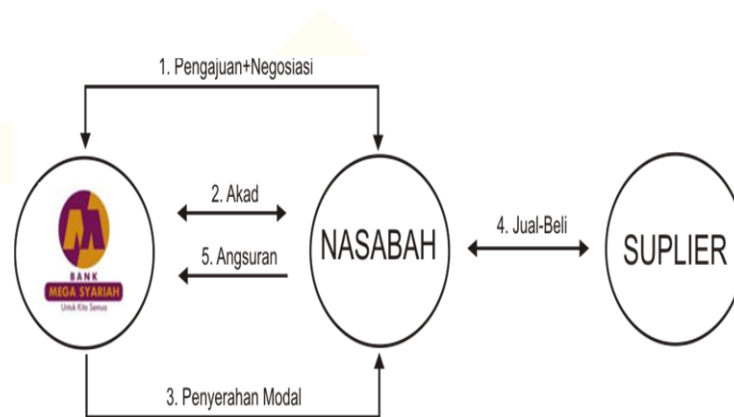 1. Pengajuan+Negosiasi
2. Akad
5. Angsuran
NASABAH
4. Jual-Beli
SUPLIER
BANK
MEGA SYARIAH
Untuk Kita Semua
3. Penyerahan Modal